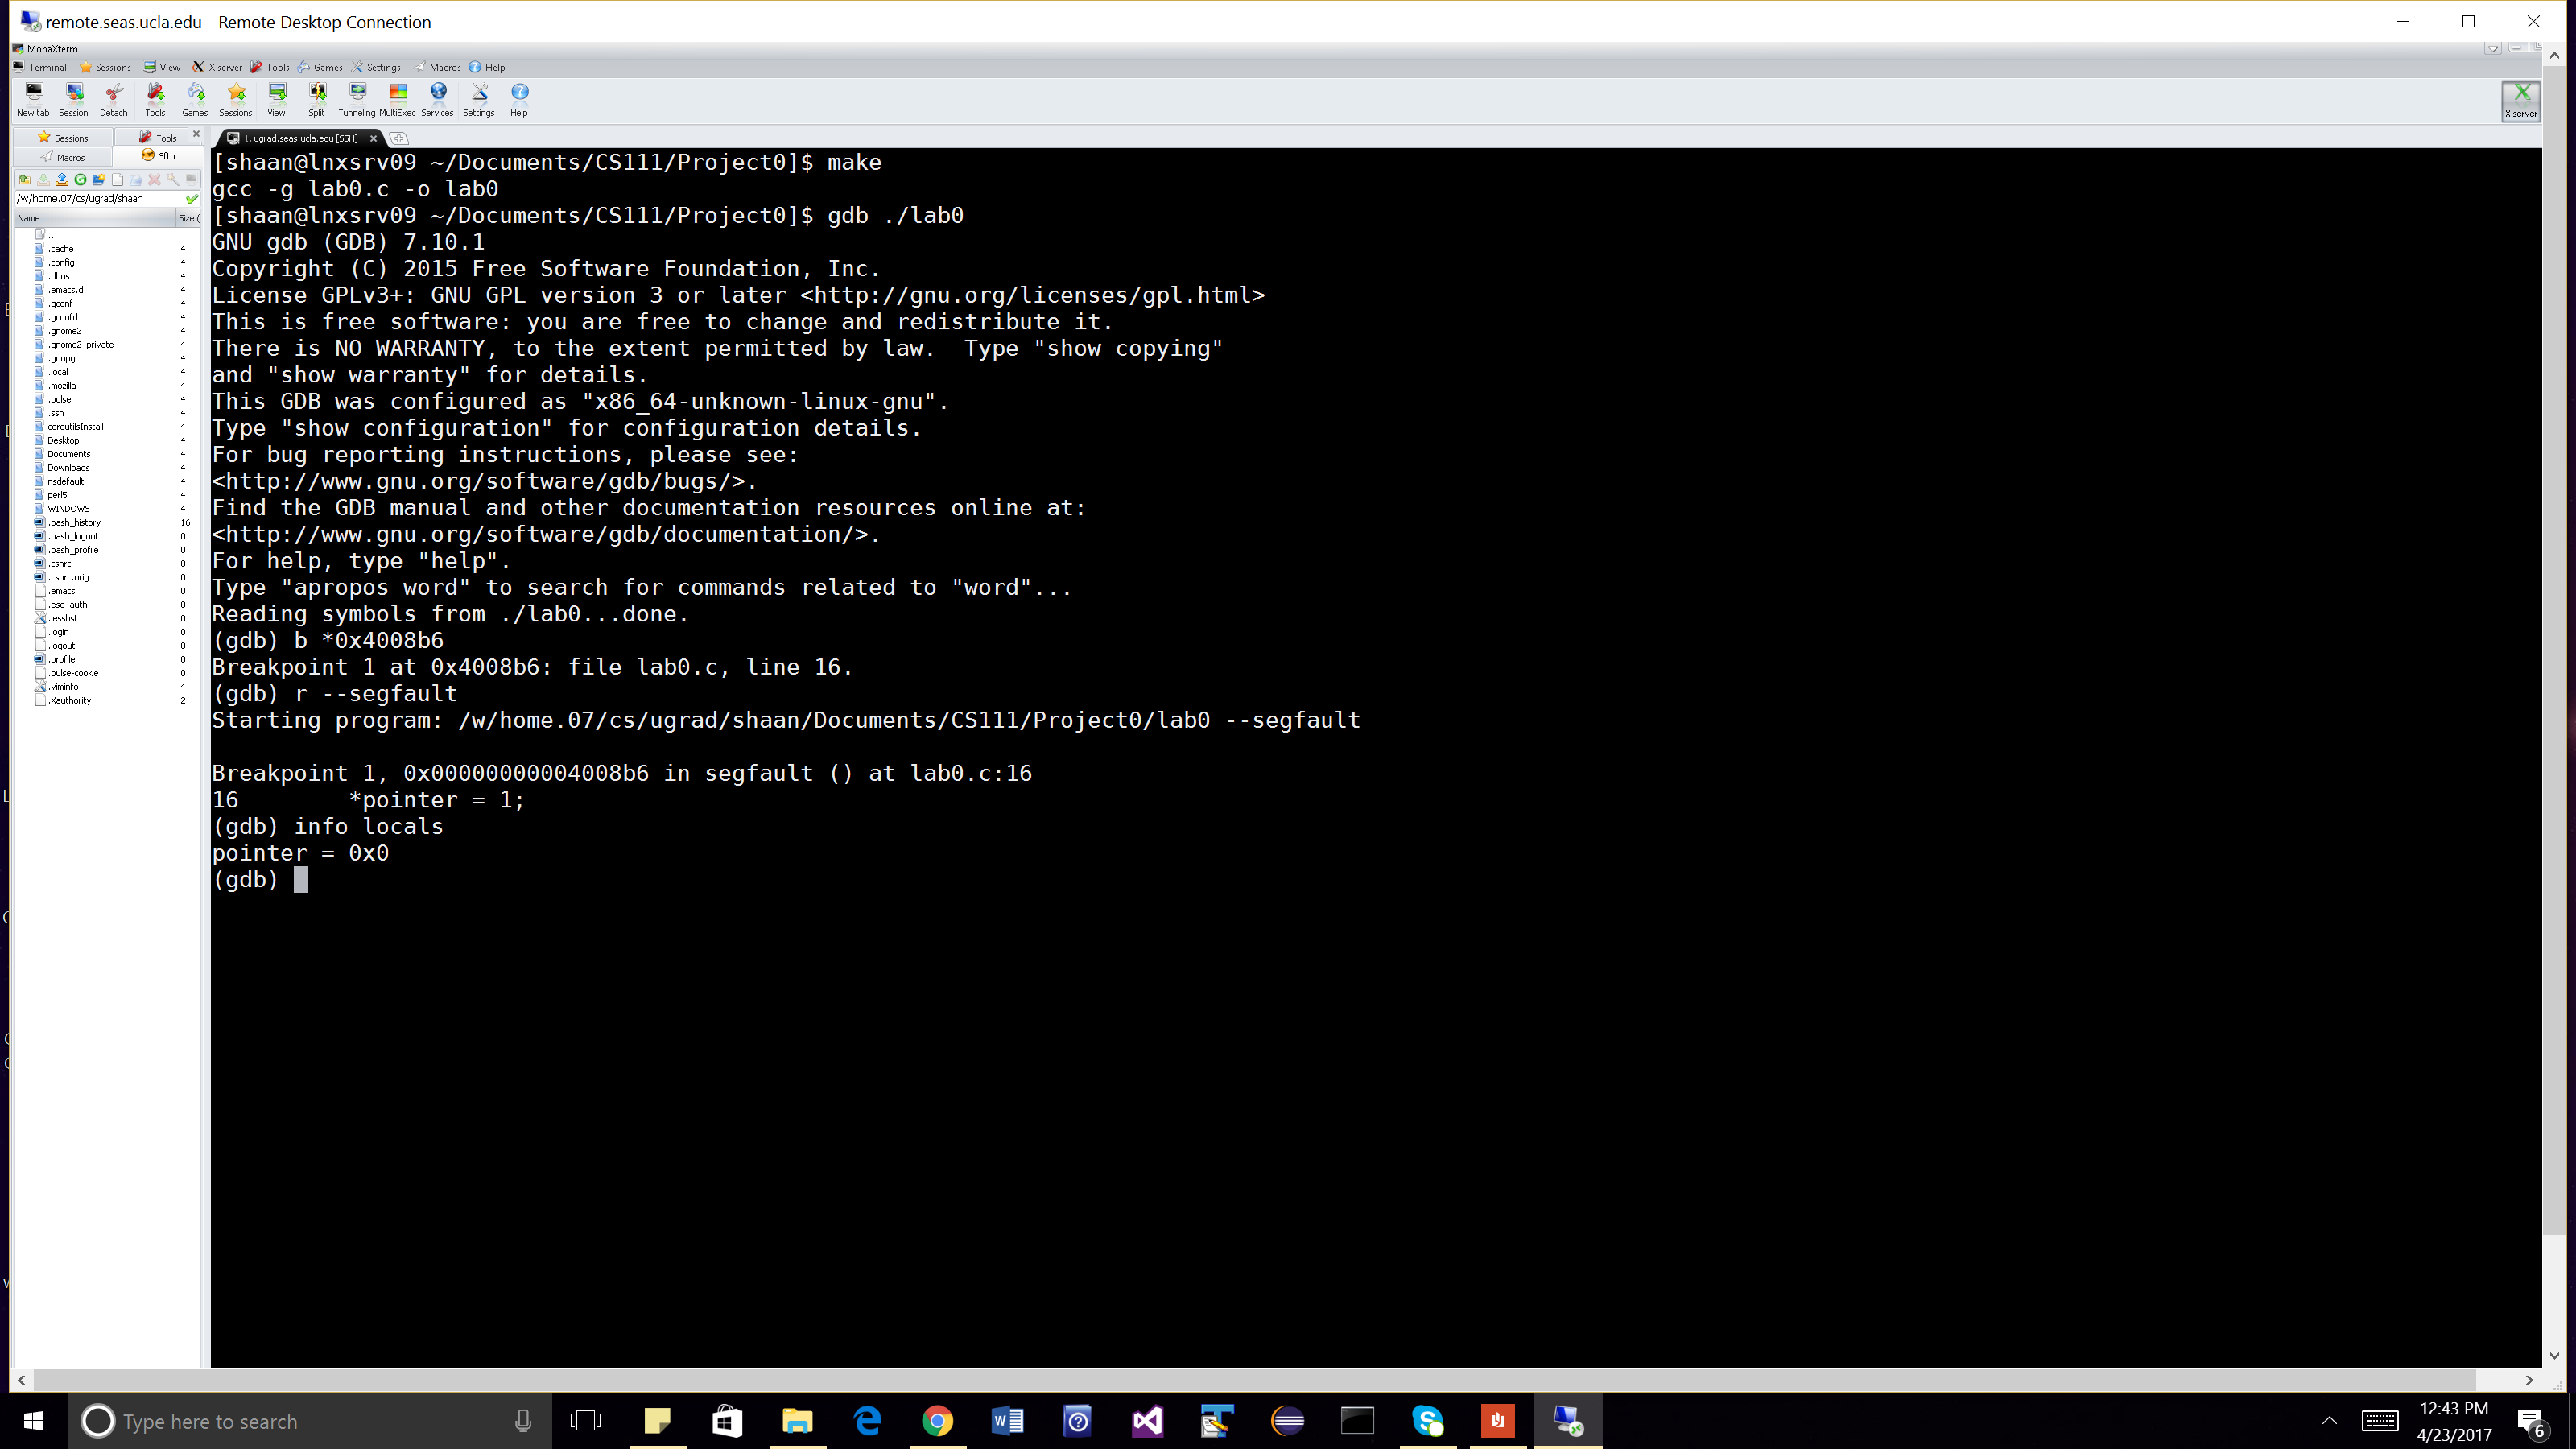 remote.seas.ucla.edu - Remote Desktop Connection
MobaXterm
Terminal Sessions View X server Tools Games Settings Macros Help
New tab Session Detach Tools Games Sessions View Split Tunneling MultiExec Services Settings Help X server
Sessions Tools
Macros Sftp
1. ugrad.seas.ucla.edu [SSH]
/w/home.07/cs/ugrad/shaan
Name Size (
..
.cache 4
.config 4
.dbus 4
.emacs.d 4
.gconf 4
.gconfd 4
.gnome2 4
.gnome2_private 4
.gnupg 4
.local 4
.mozilla 4
.pulse 4
.ssh 4
coreutilsInstall 4
Desktop 4
Documents 4
Downloads 4
nsdefault 4
perl5 4
WINDOWS 4
.bash_history 16
.bash_logout 0
.bash_profile 0
.cshrc 0
.cshrc.orig 0
.emacs 0
.esd_auth 0
.lesshst 0
.login 0
.logout 0
.profile 0
.pulse-cookie 0
.viminfo 4
.Xauthority 2
[shaan@lnxsrv09 ~/Documents/CS111/Project0]$ make
gcc -g lab0.c -o lab0
[shaan@lnxsrv09 ~/Documents/CS111/Project0]$ gdb ./lab0
GNU gdb (GDB) 7.10.1
Copyright (C) 2015 Free Software Foundation, Inc.
License GPLv3+: GNU GPL version 3 or later <http://gnu.org/licenses/gpl.html>
This is free software: you are free to change and redistribute it.
There is NO WARRANTY, to the extent permitted by law.  Type "show copying"
and "show warranty" for details.
This GDB was configured as "x86_64-unknown-linux-gnu".
Type "show configuration" for configuration details.
For bug reporting instructions, please see:
<http://www.gnu.org/software/gdb/bugs/>.
Find the GDB manual and other documentation resources online at:
<http://www.gnu.org/software/gdb/documentation/>.
For help, type "help".
Type "apropos word" to search for commands related to "word"...
Reading symbols from ./lab0...done.
(gdb) b *0x4008b6
Breakpoint 1 at 0x4008b6: file lab0.c, line 16.
(gdb) r --segfault
Starting program: /w/home.07/cs/ugrad/shaan/Documents/CS111/Project0/lab0 --segfault
Breakpoint 1, 0x00000000004008b6 in segfault () at lab0.c:16
16        *pointer = 1;
(gdb) info locals
pointer = 0x0
(gdb)
Type here to search
12:43 PM
4/23/2017
6